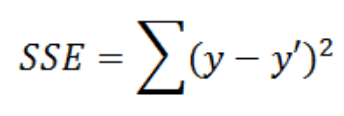 SSE = ∑(y − y′)²